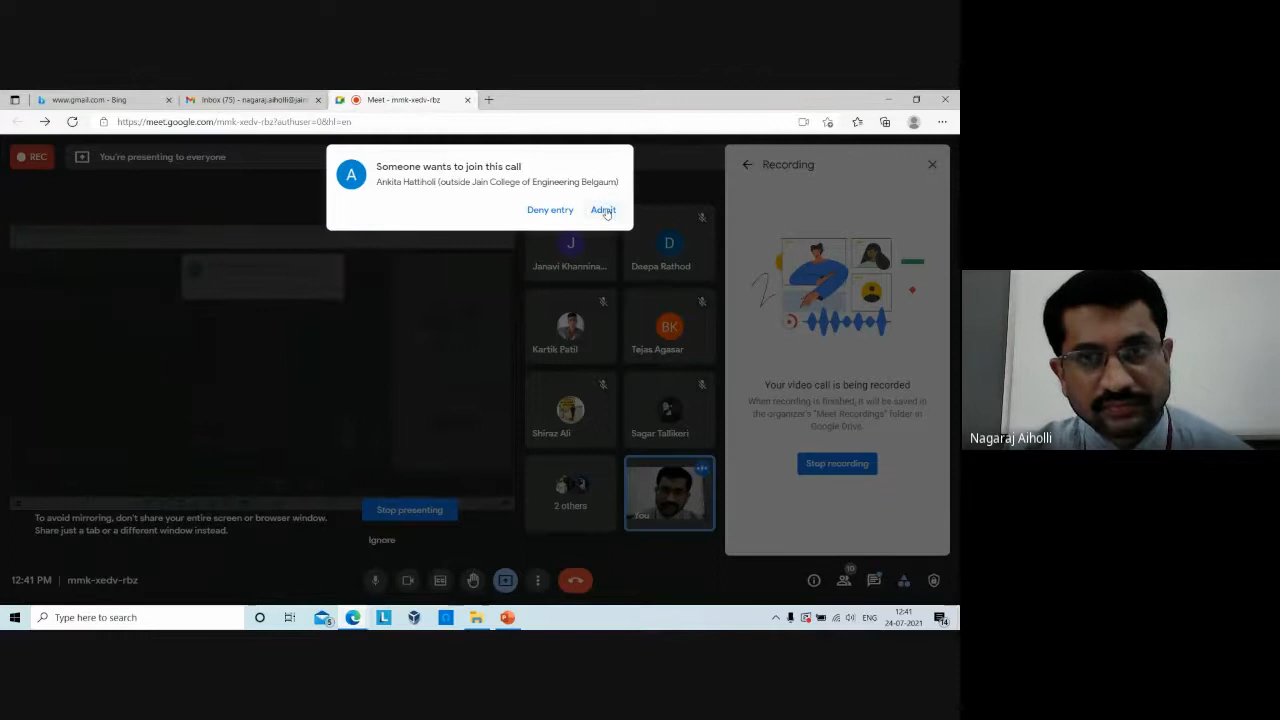 www.gmail.com - Bing
Inbox (75) - nagaraj.aiholli@jain
Meet - mmk-xedv-rbz
https://meet.google.com/mmk-xedv-rbz?authuser=0&hl=en
REC
You're presenting to everyone
Someone wants to join this call
A
Ankita Hattiholi (outside Jain College of Engineering Belgaum)
Deny entry
Admit
Recording
J
Janavi Khannina...
D
Deepa Rathod
Kartik Patil
BK
Tejas Agasar
Shiraz Ali
Sagar Tallikeri
2 others
You
Your video call is being recorded
When recording is finished, it will be saved in
the organizer's "Meet Recordings" folder in
Google Drive.
Stop recording
Nagaraj Aiholli
To avoid mirroring, don't share your entire screen or browser window.
Share just a tab or a different window instead.
Stop presenting
Ignore
12:41 PM | mmk-xedv-rbz
10
Type here to search
5
L
ENG
12:41
24-07-2021
14